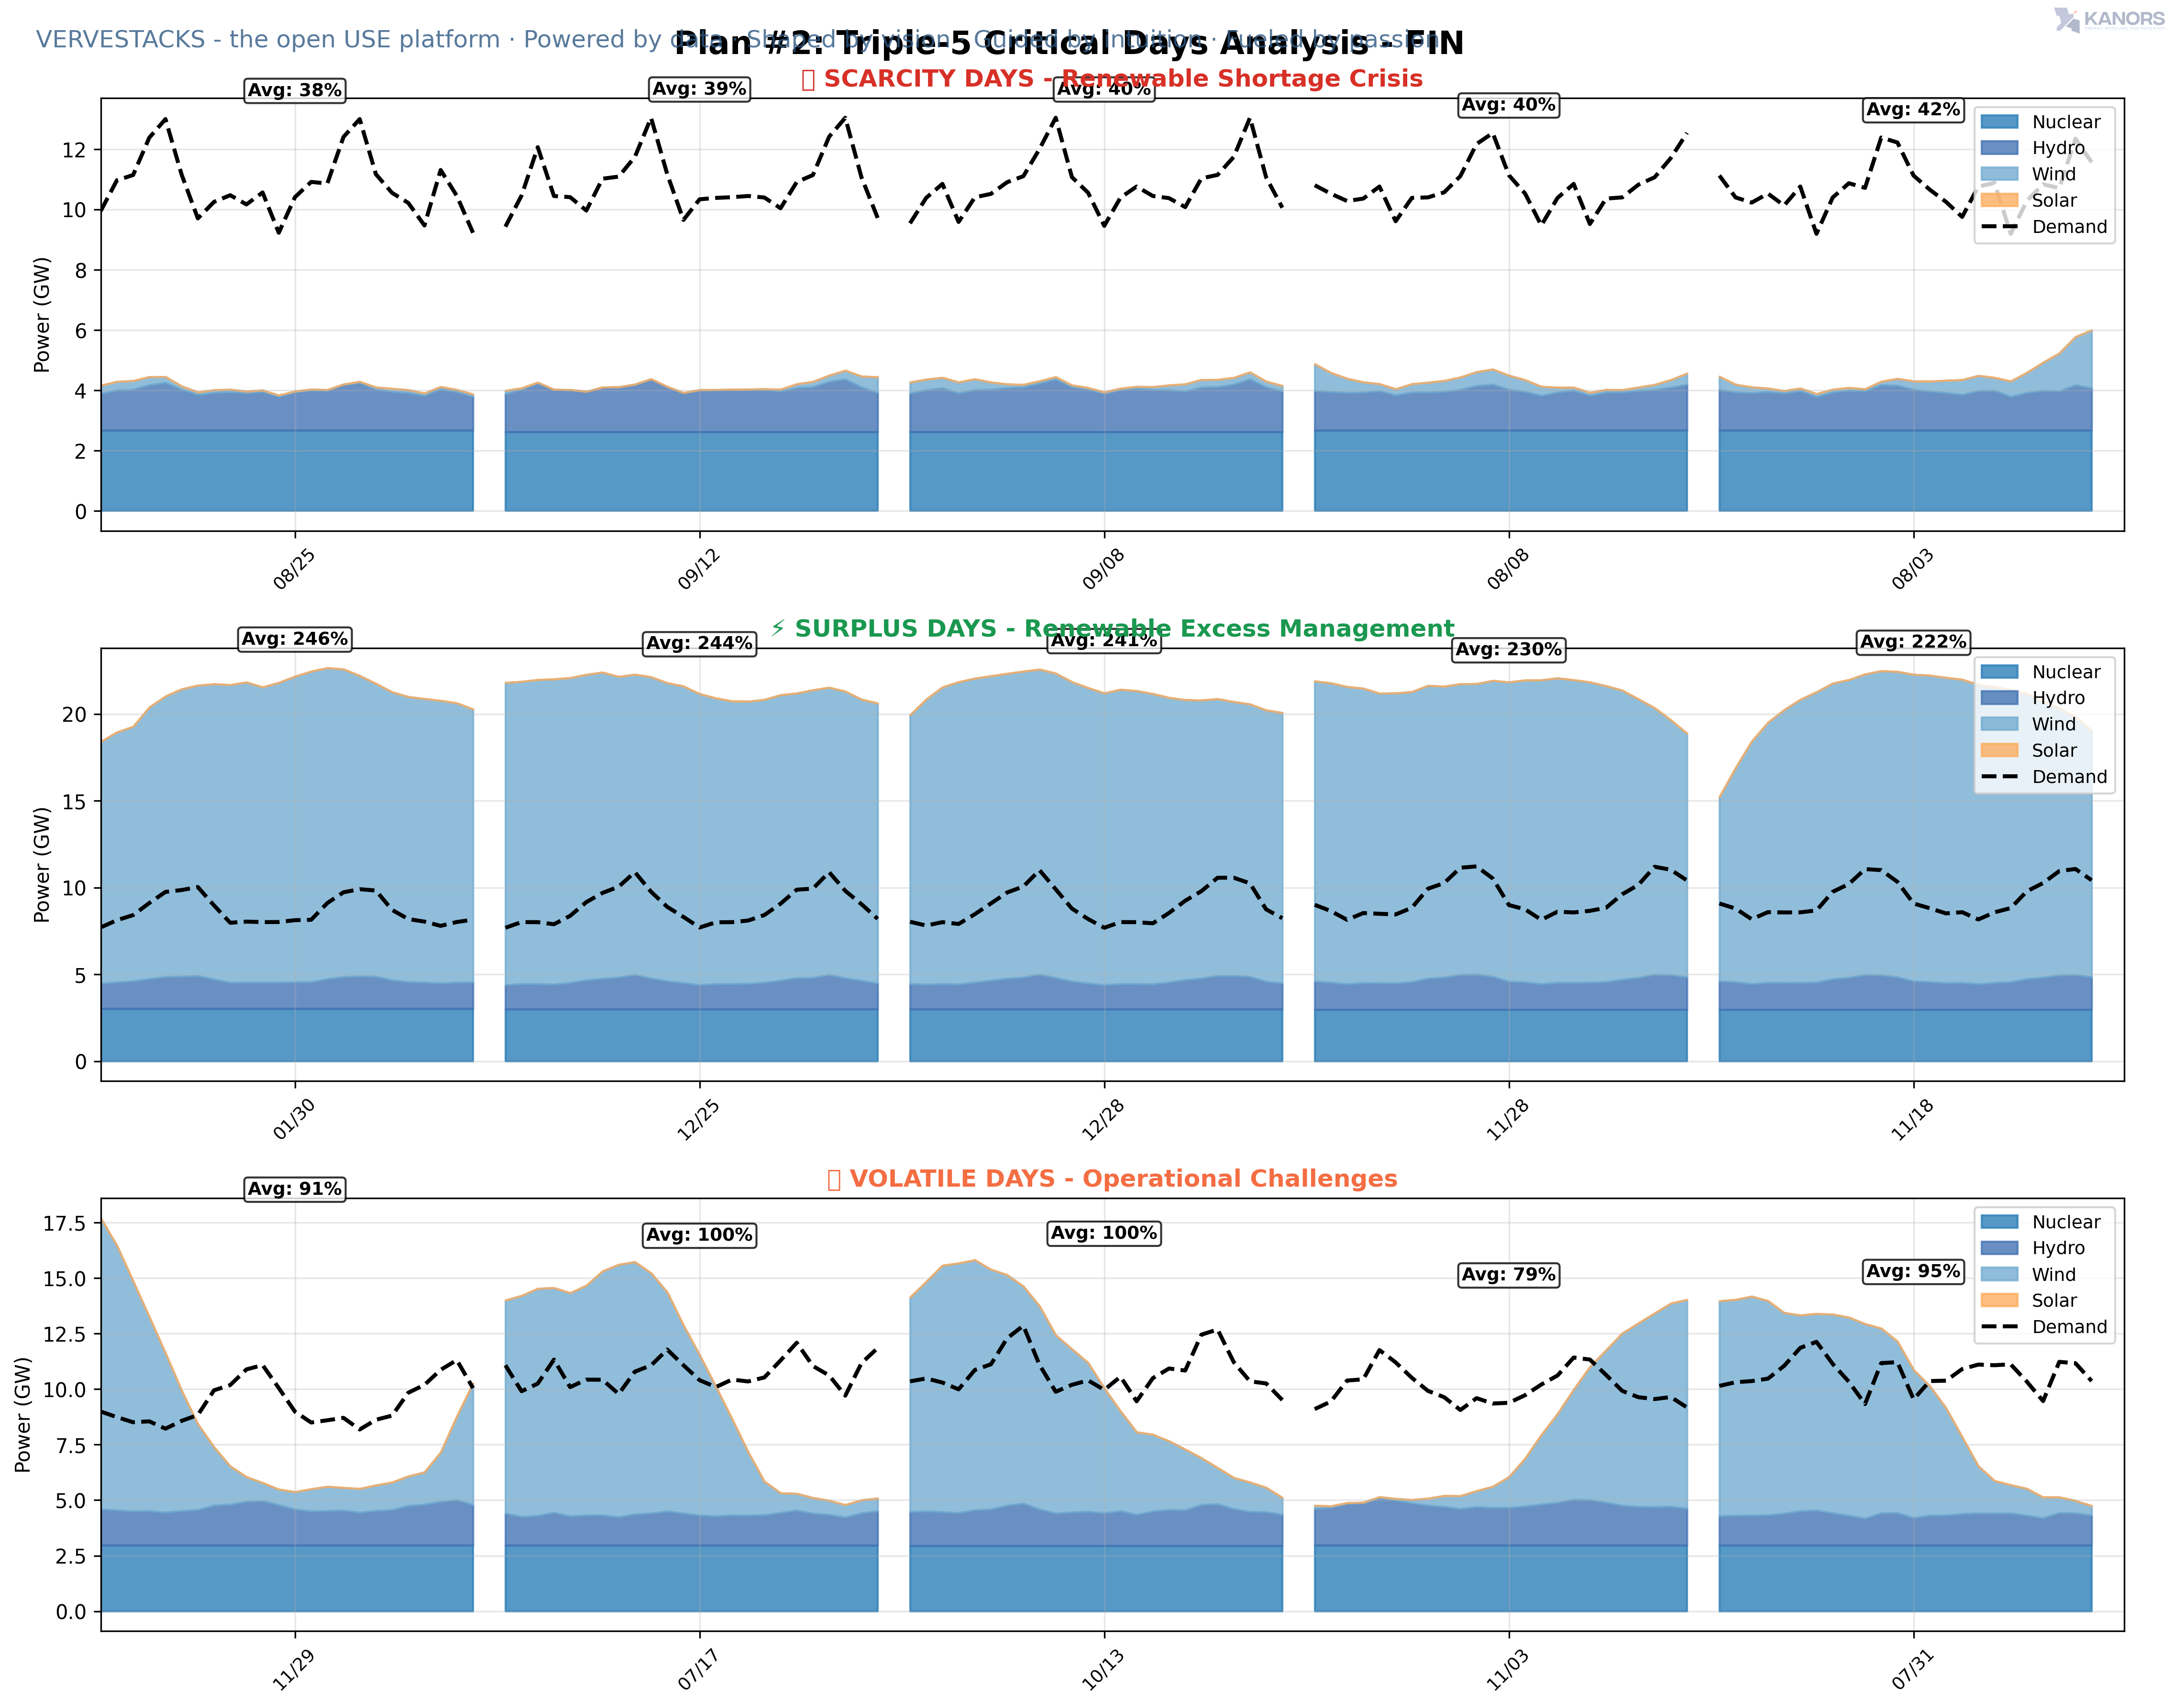 KANORS
VERVESTACKS - the open USE platform · Powered by data · Shaped by vision · Guided by intuition · Fueled by passion
Plan #2: Triple-5 Critical Days Analysis - FIN
SCARCITY DAYS - Renewable Shortage Crisis
Avg: 38%
Avg: 39%
Avg: 40%
Avg: 40%
Avg: 42%
Nuclear
Hydro
Wind
Solar
Demand
Power (GW)
12
10
8
6
4
2
0
08/25
09/12
09/08
08/08
08/03
⚡ SURPLUS DAYS - Renewable Excess Management
Avg: 246%
Avg: 244%
Avg: 241%
Avg: 230%
Avg: 222%
Nuclear
Hydro
Wind
Solar
Demand
Power (GW)
20
15
10
5
0
01/30
12/25
12/28
11/28
11/18
VOLATILE DAYS - Operational Challenges
Avg: 91%
Avg: 100%
Avg: 100%
Avg: 79%
Avg: 95%
Nuclear
Hydro
Wind
Solar
Demand
Power (GW)
17.5
15.0
12.5
10.0
7.5
5.0
2.5
0.0
11/29
07/17
10/13
11/03
07/31